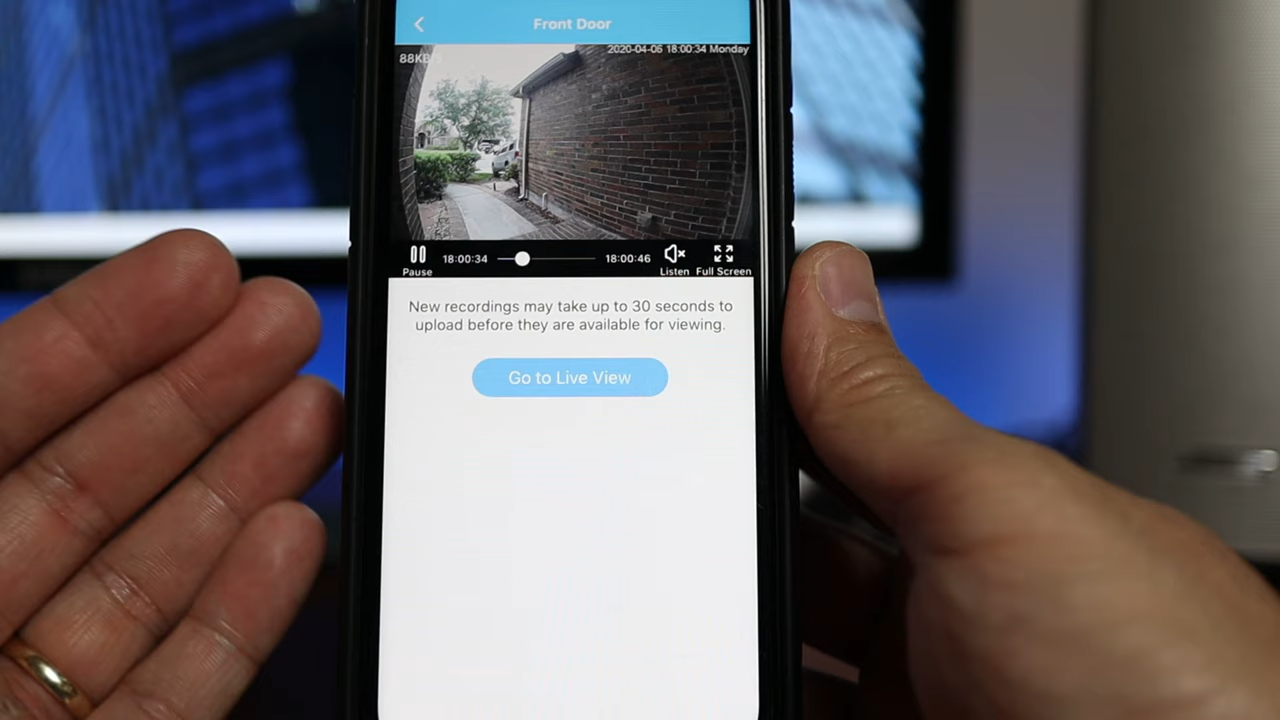 Front Door
2020-04-06 18:00:34 Monday
88KB/s
18:00:34
18:00:46
Pause
Listen
Full Screen
New recordings may take up to 30 seconds to
upload before they are available for viewing.
Go to Live View